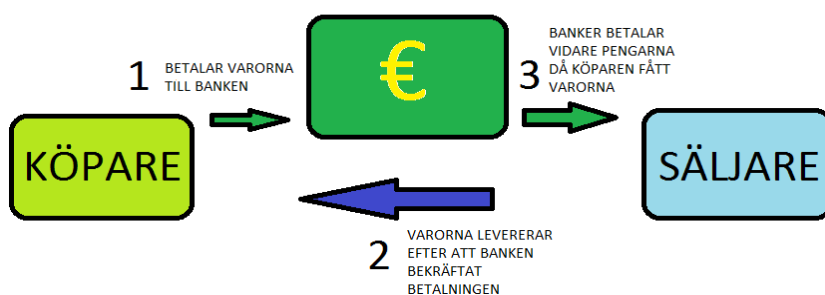 1
BETALAR VARORNA
TILL BANKEN
€
3
BANKER BETALAR
VIDARE PENGARNA
DÅ KÖPAREN FÅTT
VARORNA
KÖPARE
SÄLJARE
2
VARORNA LEVERERAR
EFTER ATT BANKEN
BEKRÄFTAT
BETALNINGEN